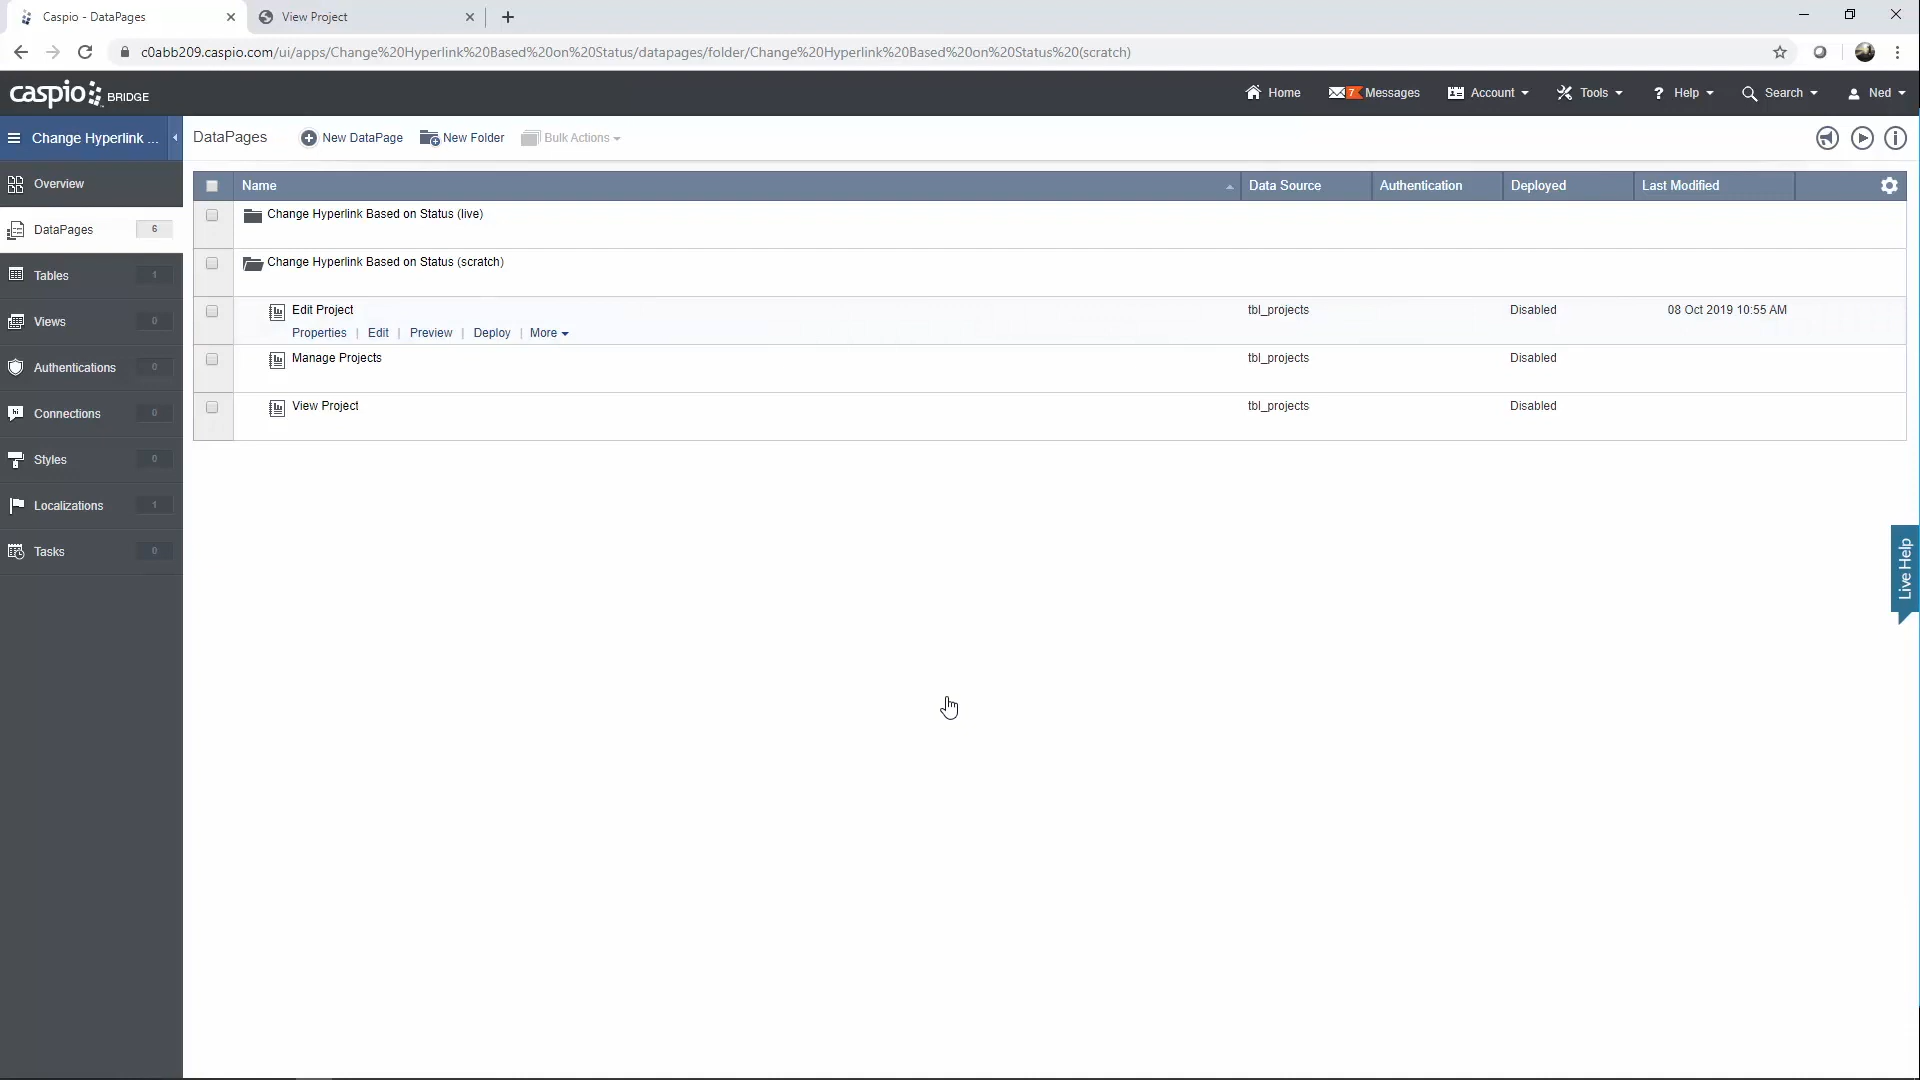 Caspio - DataPages
View Project
c0abb209.caspio.com/ui/apps/Change%20Hyperlink%20Based%20on%20Status/datapages/folder/Change%20Hyperlink%20Based%20on%20Status%20(scratch)
caspio BRIDGE
Home
7 Messages
Account
Tools
? Help
Search
Ned
Change Hyperlink ...
DataPages
New DataPage
New Folder
Bulk Actions
Overview
DataPages 6
Tables 1
Views 0
Authentications 0
Connections 0
Styles 0
Localizations 1
Tasks 0
Name Data Source Authentication Deployed Last Modified
Change Hyperlink Based on Status (live)
Change Hyperlink Based on Status (scratch)
Edit Project tbl_projects Disabled 08 Oct 2019 10:55 AM
Properties | Edit | Preview | Deploy | More
Manage Projects tbl_projects Disabled
View Project tbl_projects Disabled
Live Help